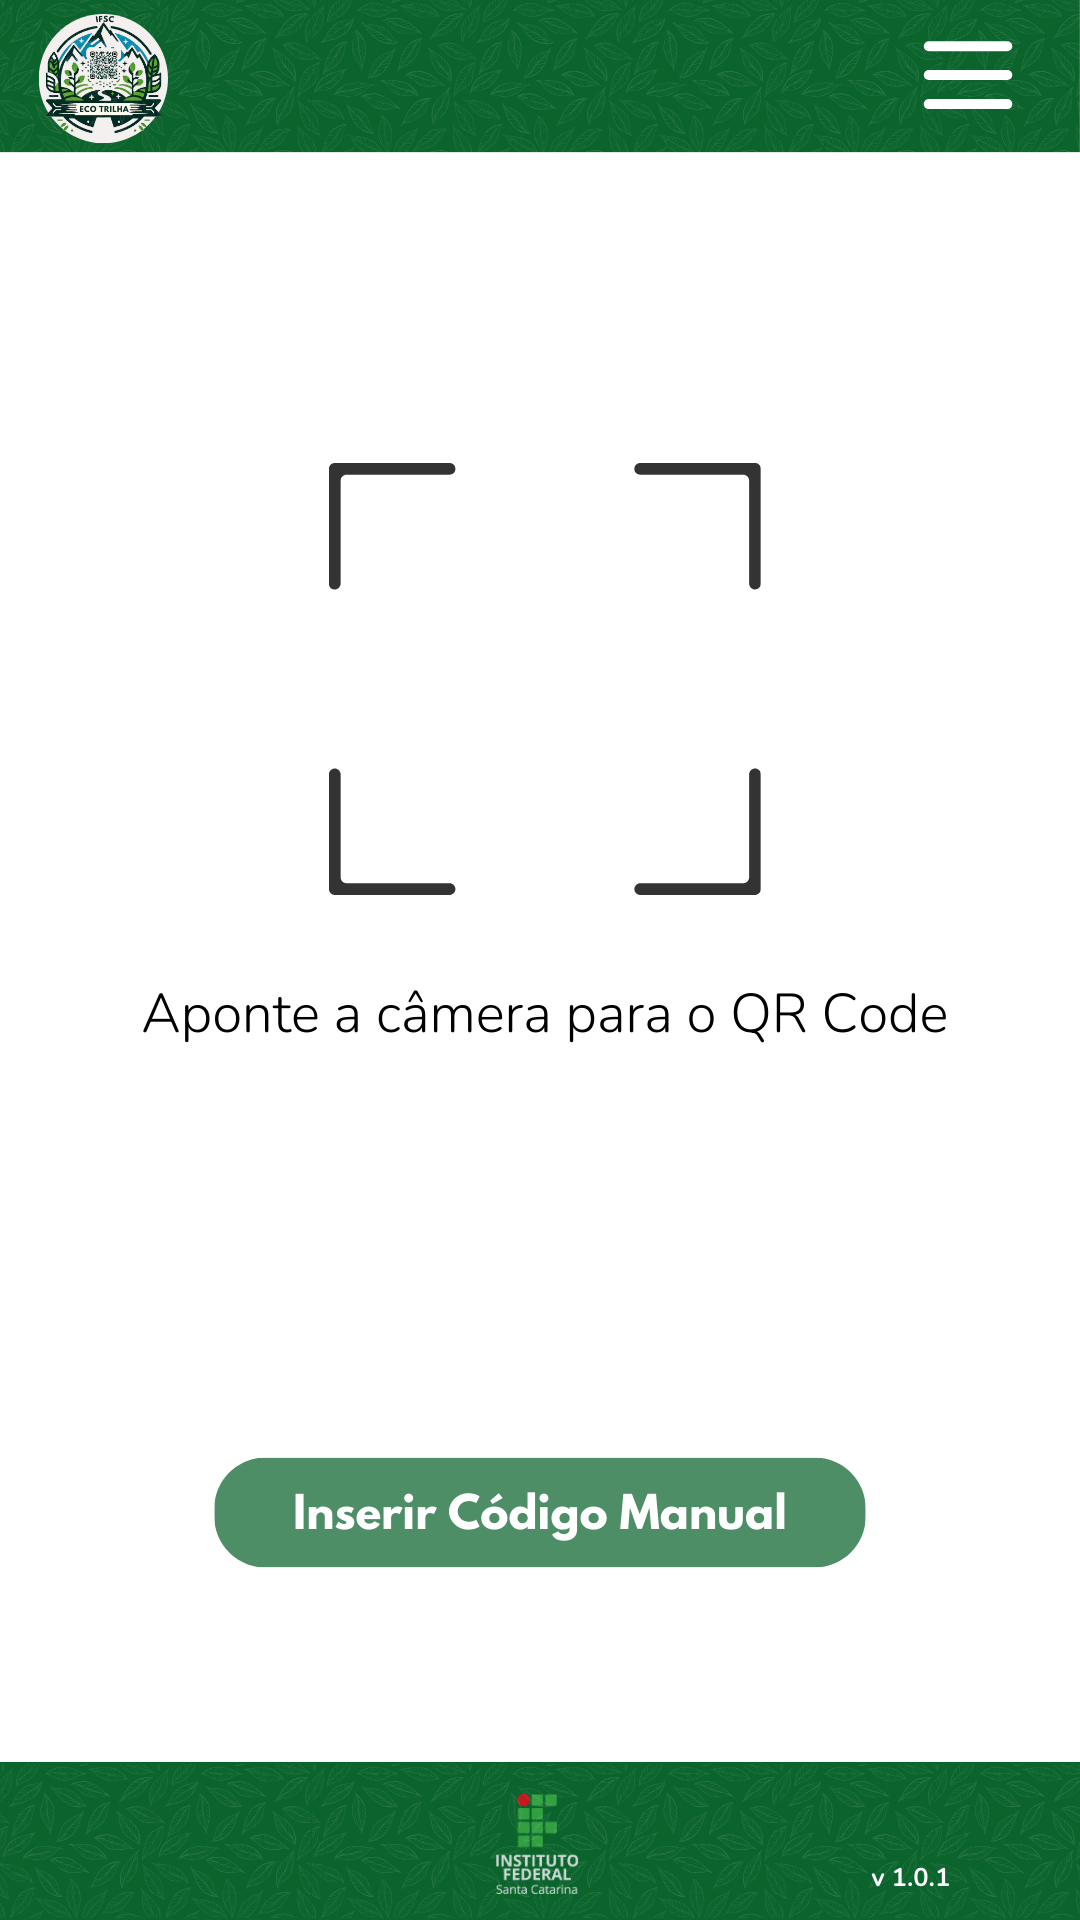 IFSC
ECO TRILHA
Aponte a câmera para o QR Code
Inserir Código Manual
INSTITUTO
FEDERAL
Santa Catarina
v 1.0.1